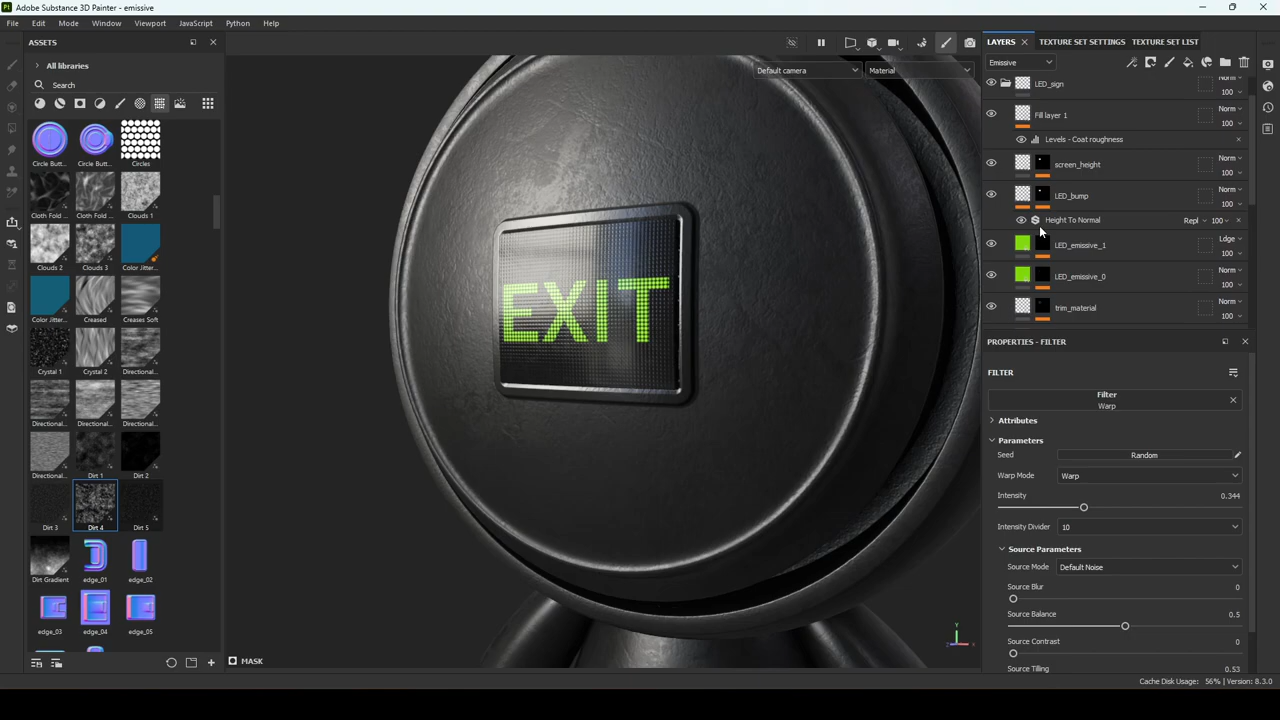 Adobe Substance 3D Painter - emissive
File Edit Mode Window Viewport JavaScript Python Help
ASSETS
All libraries
Search
Circle Butt...
Circle Butt...
Circles
Cloth Fold ...
Cloth Fold ...
Clouds 1
Clouds 2
Clouds 3
Color Jitter...
Color Jitter...
Creased
Creases Soft
Crystal 1
Crystal 2
Directional...
Directional...
Directional...
Directional...
Directional...
Dirt 1
Dirt 2
Dirt 3
Dirt 4
Dirt 5
Dirt Gradient
edge_01
edge_02
edge_03
edge_04
edge_05
Default camera
Material
EXIT
MASK
Y
LAYERS
TEXTURE SET SETTINGS
TEXTURE SET LIST
Emissive
LED_sign
Norm
100
Fill layer 1
Norm
100
Levels - Coat roughness
screen_height
Norm
100
LED_bump
Norm
100
Height To Normal
Repl
100
LED_emissive_1
Ldge
100
LED_emissive_0
Norm
100
trim_material
Norm
100
PROPERTIES - FILTER
FILTER
Filter
Warp
Attributes
Parameters
Seed
Random
Warp Mode
Warp
Intensity
0.344
Intensity Divider
10
Source Parameters
Source Mode
Default Noise
Source Blur
0
Source Balance
0.5
Source Contrast
0
Source Tilling
0.53
Cache Disk Usage: 56% | Version: 8.3.0